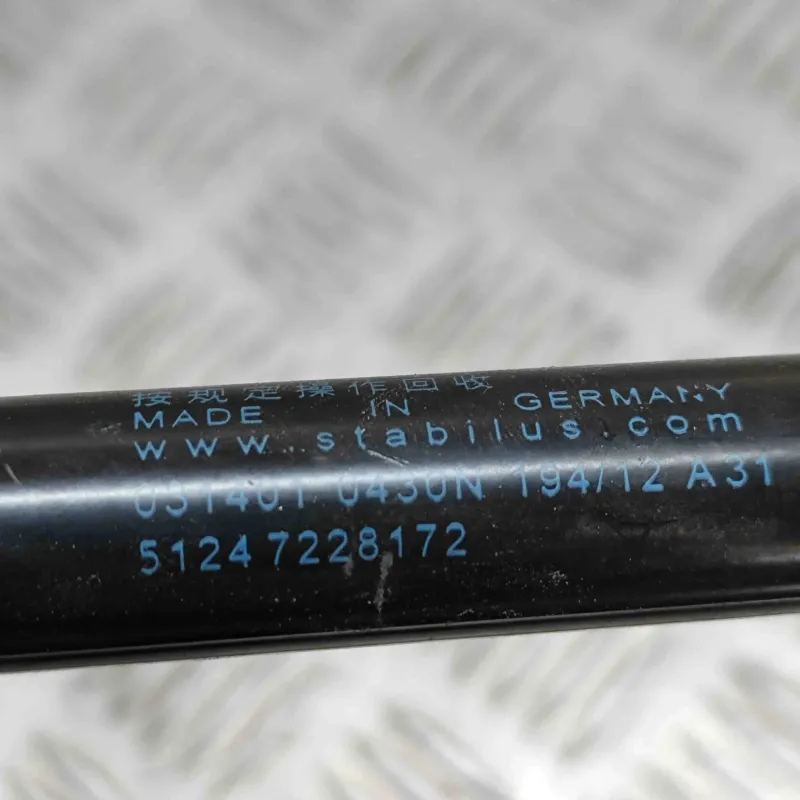 按规定操作回收
MADE IN GERMANY
www.stabilus.com
031401 0430N 194/12 A31
51247228172